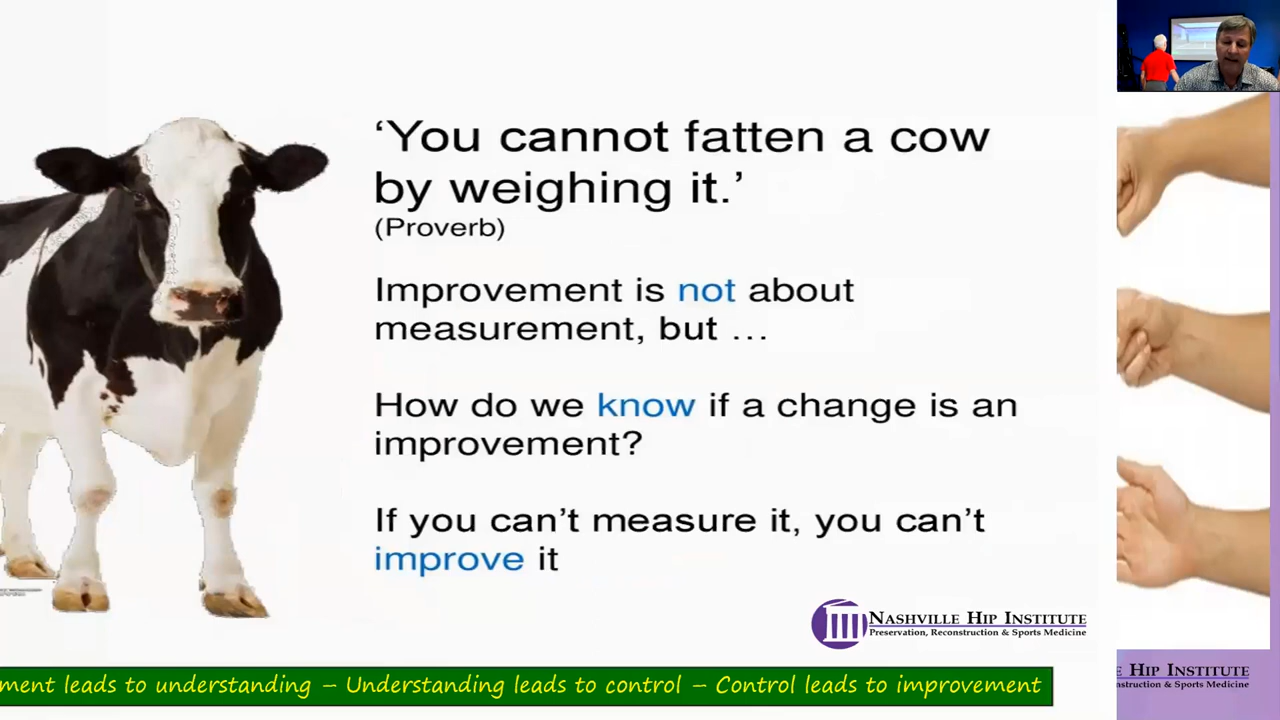 ‘You cannot fatten a cow
by weighing it.’
(Proverb)
Improvement is not about
measurement, but …
How do we know if a change is an
improvement?
If you can’t measure it, you can’t
improve it
NASHVILLE HIP INSTITUTE
Preservation, Reconstruction & Sports Medicine
ment leads to understanding – Understanding leads to control – Control leads to improvement
E HIP INSTITUTE
nstruction & Sports Medicine